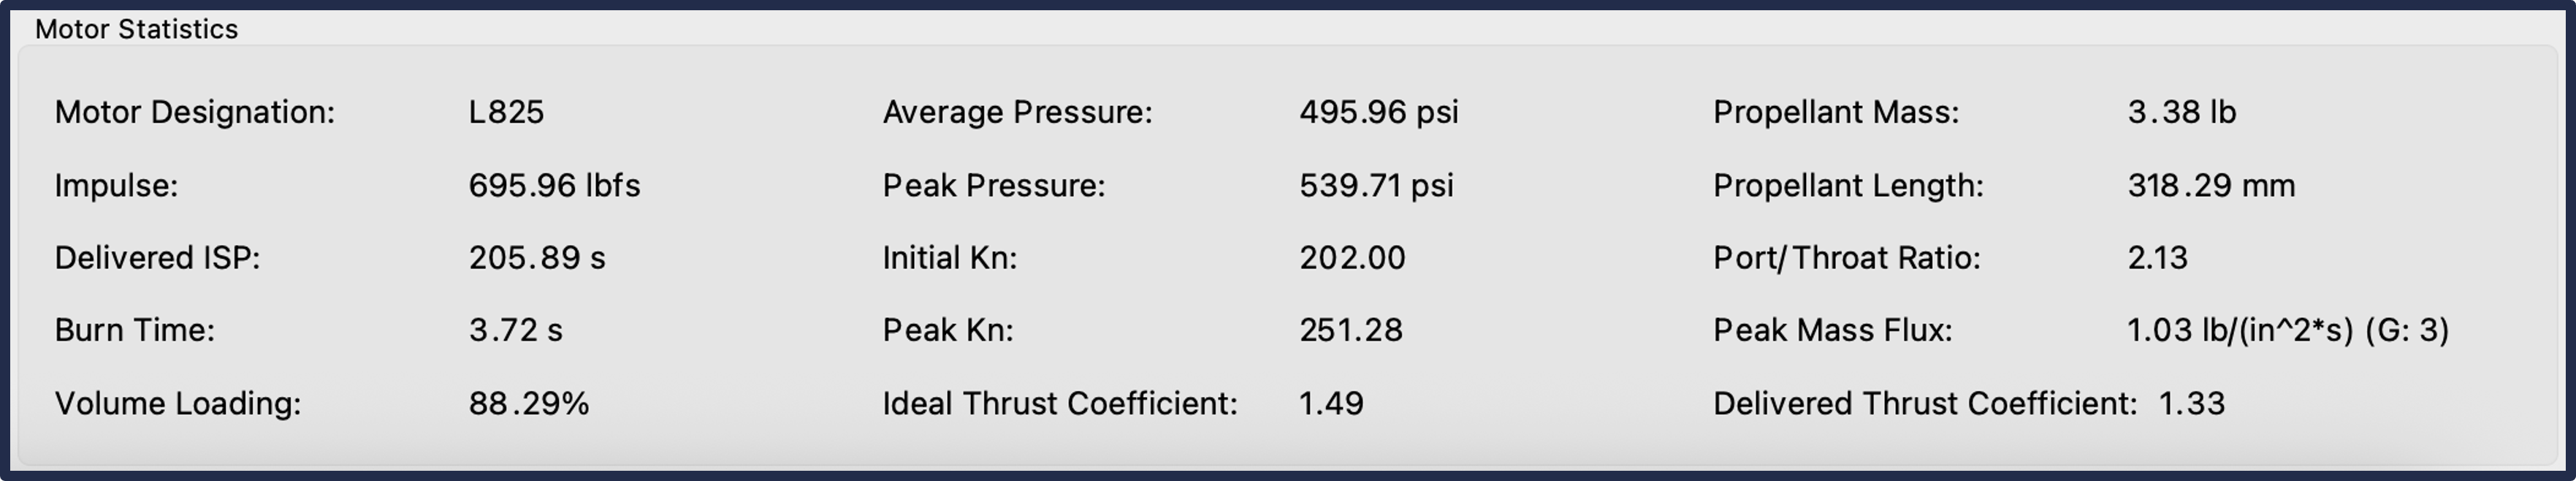 Motor Statistics
Motor Designation: L825 Average Pressure: 495.96 psi Propellant Mass: 3.38 lb
Impulse: 695.96 lbfs Peak Pressure: 539.71 psi Propellant Length: 318.29 mm
Delivered ISP: 205.89 s Initial Kn: 202.00 Port/Throat Ratio: 2.13
Burn Time: 3.72 s Peak Kn: 251.28 Peak Mass Flux: 1.03 lb/(in^2*s) (G: 3)
Volume Loading: 88.29% Ideal Thrust Coefficient: 1.49 Delivered Thrust Coefficient: 1.33